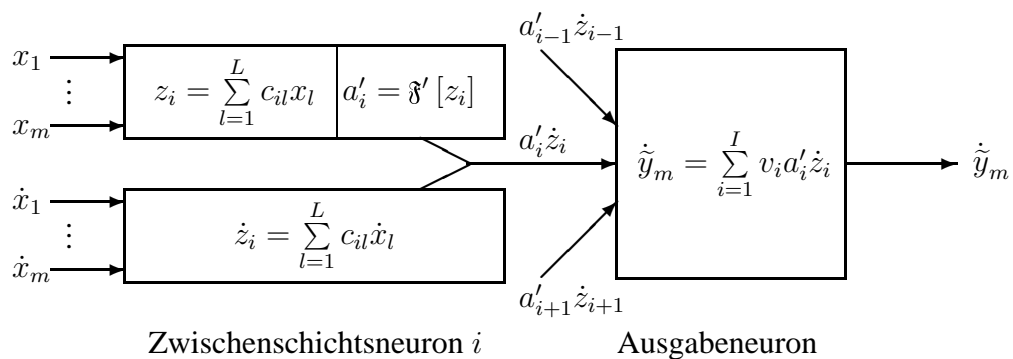 x_1
⋮
x_m
z_i = \sum_{l=1}^{L} c_{il} x_l
a'_i = 𝔉' [z_i]
ẋ_1
⋮
ẋ_m
ż_i = \sum_{l=1}^{L} c_{il} ẋ_l
a'_{i-1} ż_{i-1}
a'_i ż_i
a'_{i+1} ż_{i+1}
\dot{\tilde{y}}_m = \sum_{i=1}^{I} v_i a'_i ż_i
\dot{\tilde{y}}_m
Zwischenschichtsneuron i
Ausgabeneuron